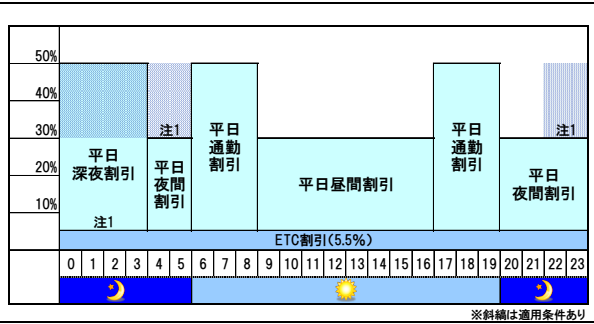 50%
40%
30%
20%
10%
平日
深夜割引
注1
注1
平日
夜間
割引
平日
通勤
割引
平日昼間割引
平日
通勤
割引
注1
平日
夜間割引
ETC割引(5.5%)
0 1 2 3 4 5 6 7 8 9 10 11 12 13 14 15 16 17 18 19 20 21 22 23
※斜縞は適用条件あり